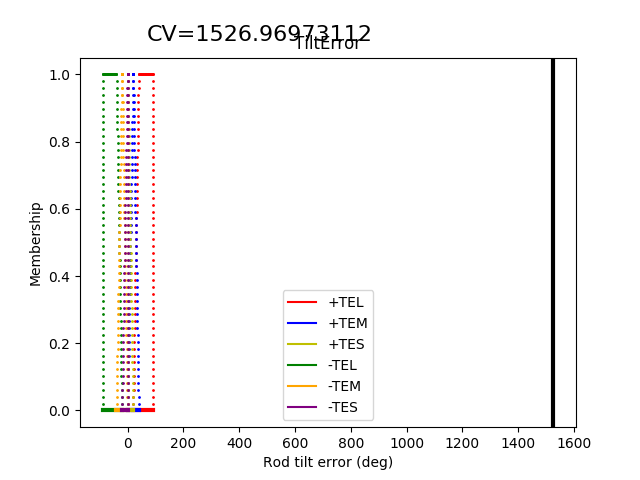 CV=1526.96973112
TiltError
1.0
0.8
0.6
0.4
0.2
0.0
Membership
+TEL
+TEM
+TES
-TEL
-TEM
-TES
0 200 400 600 800 1000 1200 1400 1600
Rod tilt error (deg)